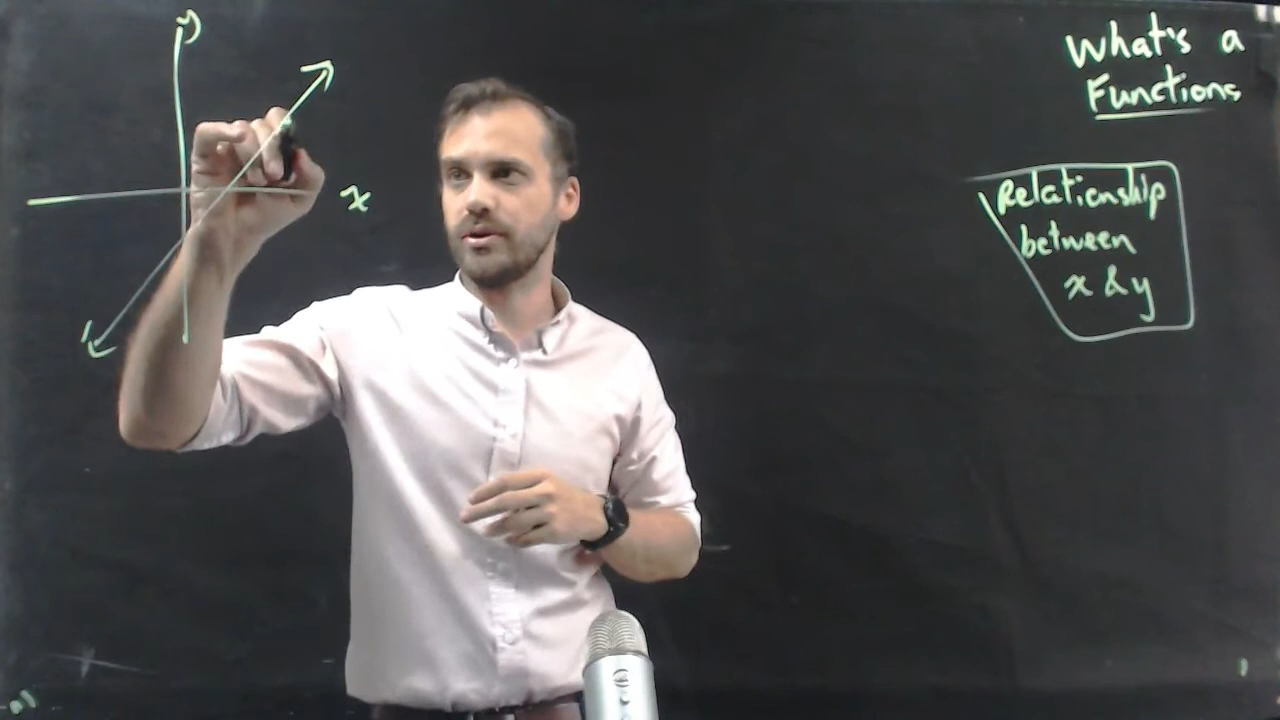 y
x
What's a
Functions
Relationship
between
x & y